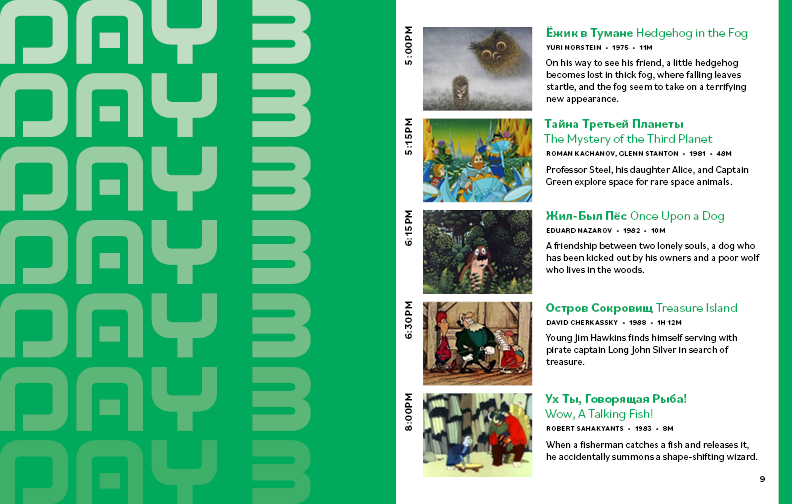 DAY 3
DAY 3
DAY 3
DAY 3
DAY 3
DAY 3
DAY 3
5:00PM
Ёжик в Тумане Hedgehog in the Fog
YURI NORSTEIN • 1975 • 11M
On his way to see his friend, a little hedgehog
becomes lost in thick fog, where falling leaves
startle, and the fog seem to take on a terrifying
new appearance.
5:15PM
Тайна Третьей Планеты
The Mystery of the Third Planet
ROMAN KACHANOV, GLENN STANTON • 1981 • 48M
Professor Steel, his daughter Alice, and Captain
Green explore space for rare space animals.
6:15PM
Жил-Был Пёс Once Upon a Dog
EDUARD NAZAROV • 1982 • 10M
A friendship between two lonely souls, a dog who
has been kicked out by his owners and a poor wolf
who lives in the woods.
6:30PM
Остров Сокровищ Treasure Island
DAVID CHERKASSKY • 1988 • 1H 12M
Young Jim Hawkins finds himself serving with
pirate captain Long John Silver in search of
treasure.
8:00PM
Ух Ты, Говорящая Рыба!
Wow, A Talking Fish!
ROBERT SAHAKYANTS • 1983 • 8M
When a fisherman catches a fish and releases it,
he accidentally summons a shape-shifting wizard.
9